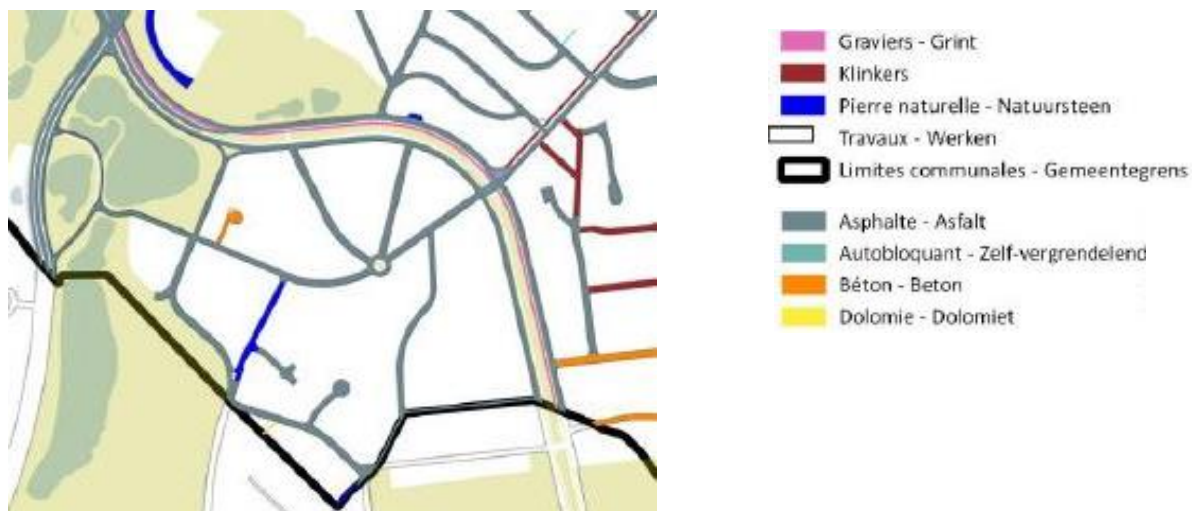 Graviers - Grint
Klinkers
Pierre naturelle - Natuursteen
Travaux - Werken
Limites communales - Gemeentegrens
Asphalte - Asfalt
Autobloquant - Zelf-vergrendelend
Béton - Beton
Dolomie - Dolomiet